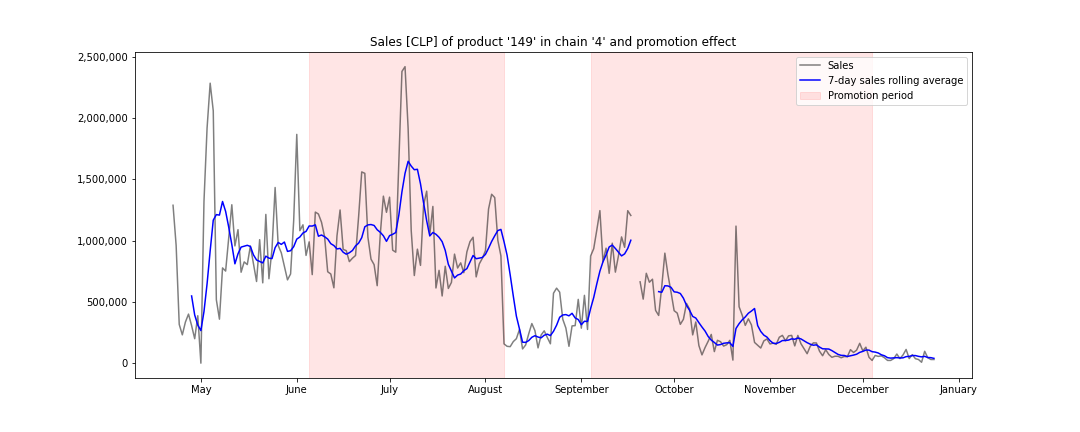 Sales [CLP] of product '149' in chain '4' and promotion effect
2,500,000
2,000,000
1,500,000
1,000,000
500,000
0
Sales
7-day sales rolling average
Promotion period
May June July August September October November December January